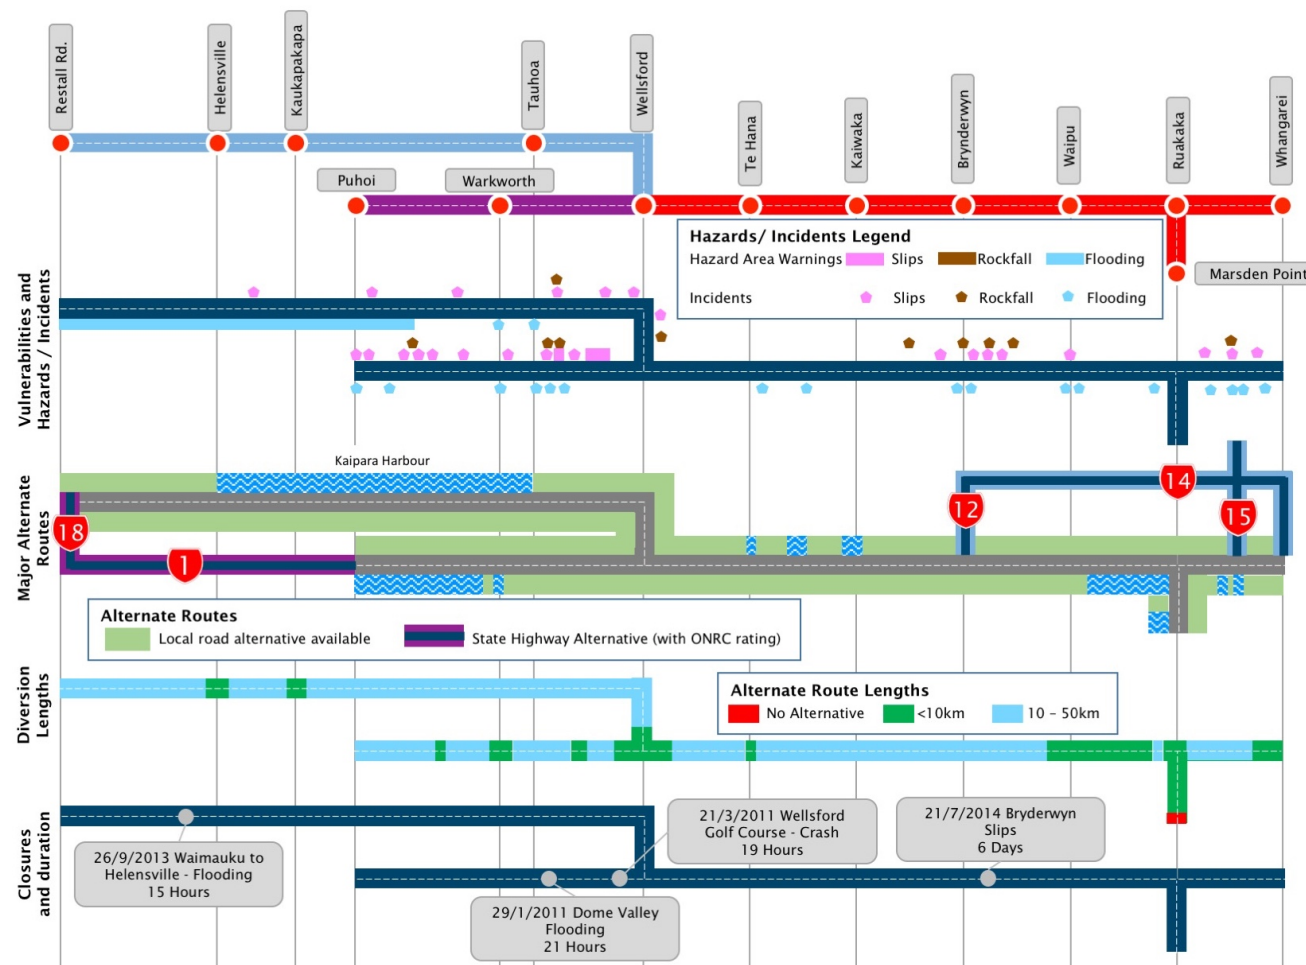 Restall Rd.
Helensville
Kaukapakapa
Tauhoa
Wellsford
Te Hana
Kaiwaka
Brynderwyn
Waipu
Ruakaka
Whangarei
Puhoi
Warkworth
Marsden Point
Hazards/ Incidents Legend
Hazard Area Warnings Slips Rockfall Flooding
Incidents Slips Rockfall Flooding
Vulnerabilities and
Hazards / Incidents
Kaipara Harbour
Major Alternate
Routes
18
1
12
14
15
Alternate Routes
Local road alternative available State Highway Alternative (with ONRC rating)
Diversion
Lengths
Alternate Route Lengths
No Alternative <10km 10 – 50km
Closures
and duration
26/9/2013 Waimauku to
Helensville - Flooding
15 Hours
29/1/2011 Dome Valley
Flooding
21 Hours
21/3/2011 Wellsford
Golf Course - Crash
19 Hours
21/7/2014 Bryderwyn
Slips
6 Days